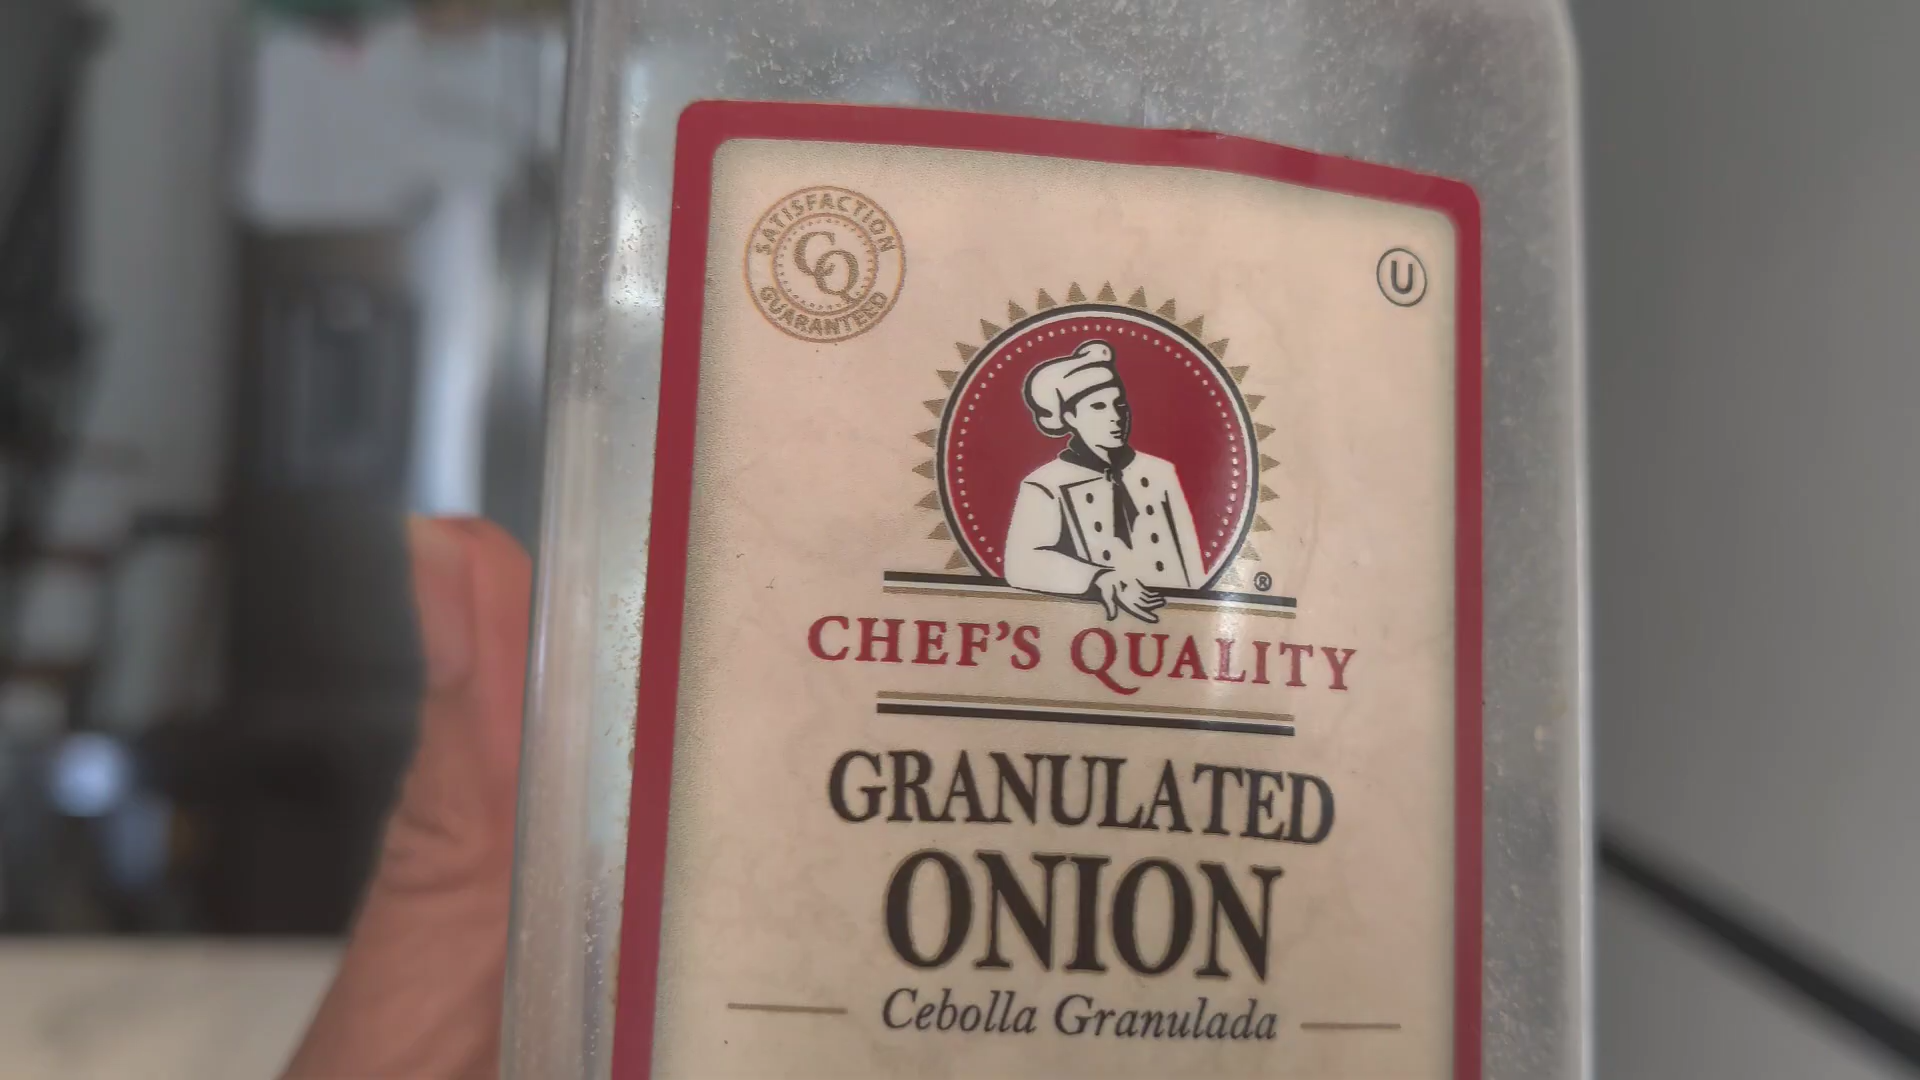 SATISFACTION
CQ
GUARANTEED
U
®
CHEF'S QUALITY
GRANULATED
ONION
Cebolla Granulada